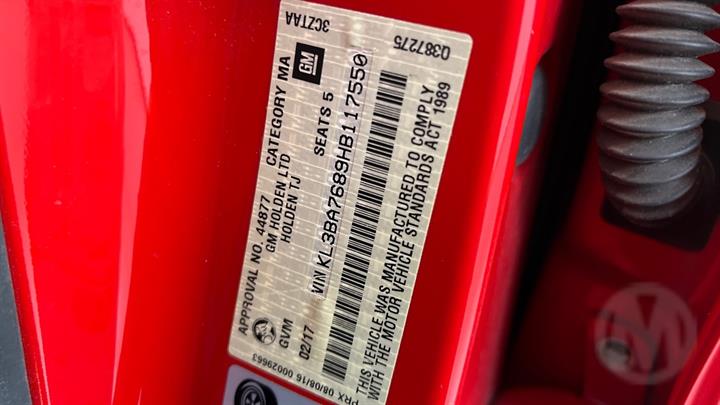 3CZTAA Q387275
APPROVAL NO. 44877 CATEGORY MA
GM HOLDEN LTD
HOLDEN TJ SEATS 5 GM
VIN KL3BA7689HB117550
GVM
02/17
THIS VEHICLE WAS MANUFACTURED TO COMPLY
WITH THE MOTOR VEHICLE STANDARDS ACT 1989
PRX 08/08/16 00029663
M